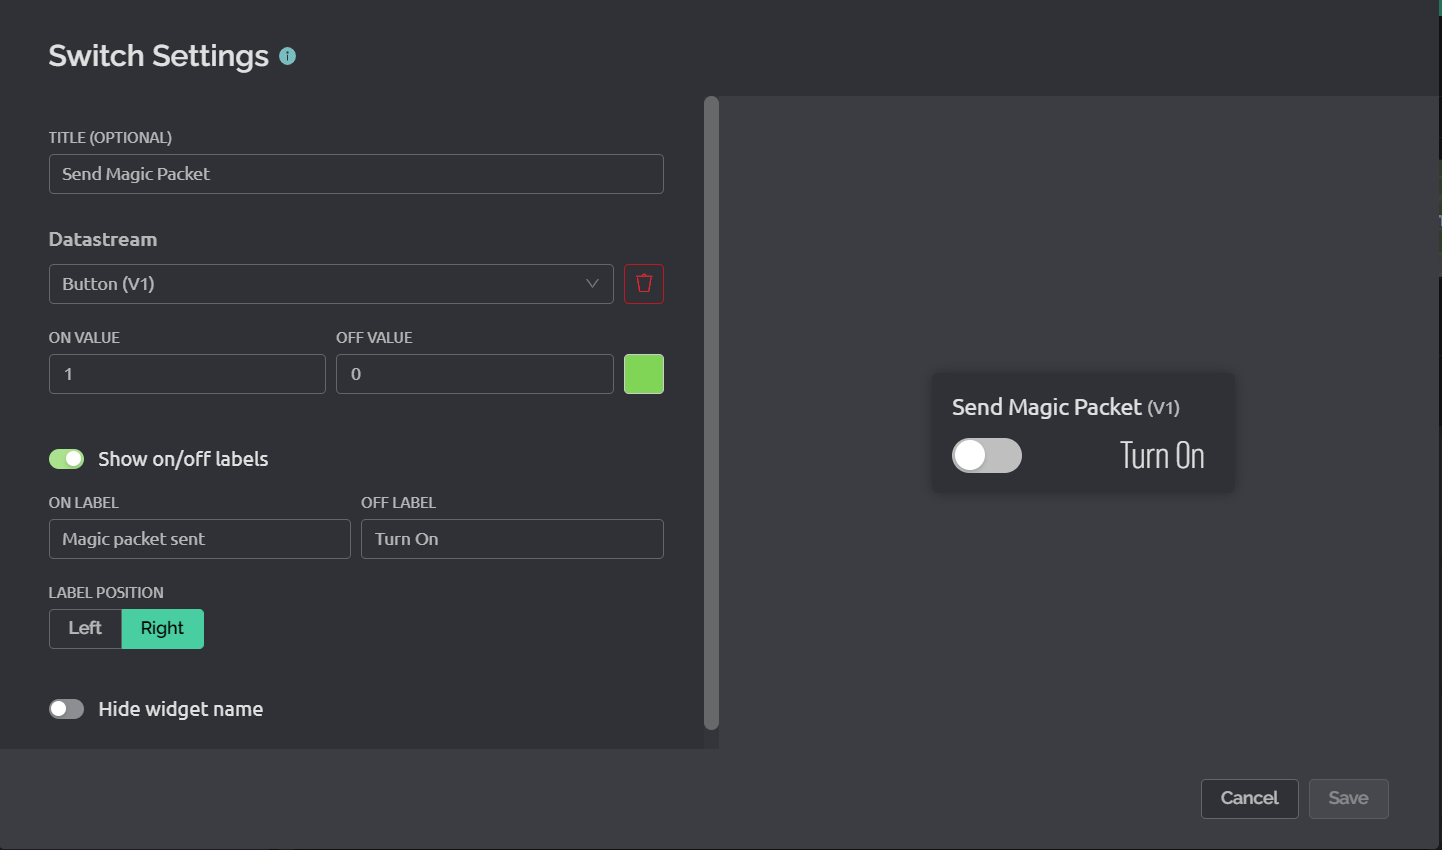 Switch Settings
TITLE (OPTIONAL)
Send Magic Packet
Datastream
Button (V1)
ON VALUE
OFF VALUE
1
0
Show on/off labels
ON LABEL
OFF LABEL
Magic packet sent
Turn On
LABEL POSITION
Left
Right
Hide widget name
Send Magic Packet (V1)
Turn On
Cancel
Save